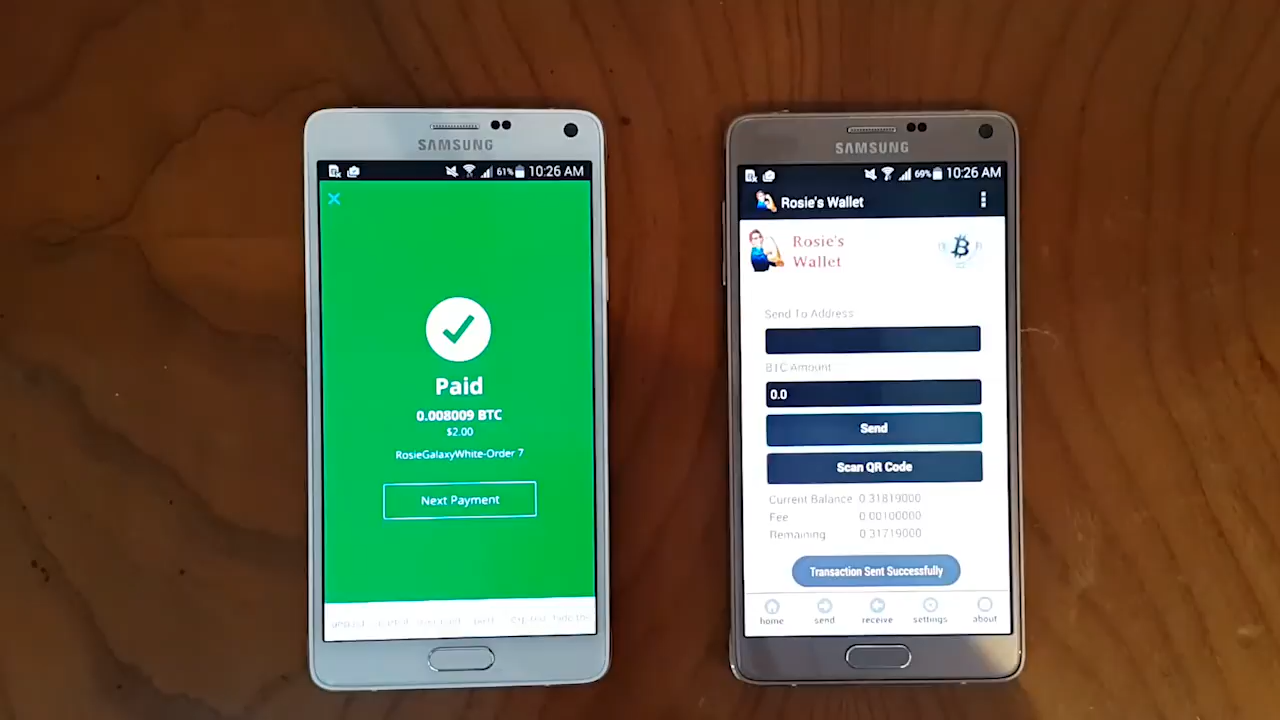 SAMSUNG
61% 10:26 AM
Paid
0.008009 BTC
$2.00
RosieGalaxyWhite-Order 7
Next Payment
SAMSUNG
69% 10:26 AM
Rosie's Wallet
Rosie's
Wallet
Send To Address
BTC Amount
0.0
Send
Scan QR Code
Current Balance 0.31819000
Fee 0.00100000
Remaining 0.31719000
Transaction Sent Successfully
home send receive settings about